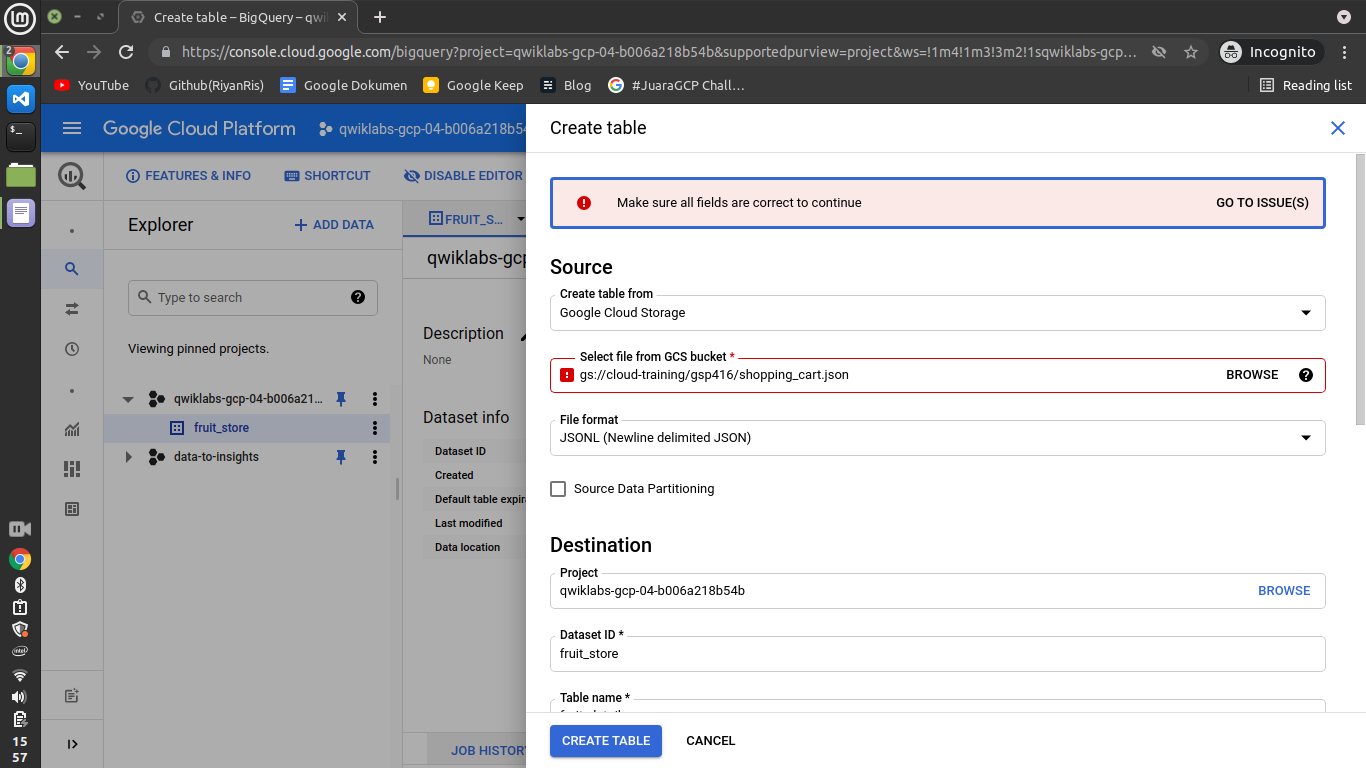 Create table – BigQuery – qwi
https://console.cloud.google.com/bigquery?project=qwiklabs-gcp-04-b006a218b54b&supportedpurview=project&ws=!1m4!1m3!3m2!1sqwiklabs-gcp...
Incognito
YouTube
Github(RiyanRis)
Google Dokumen
Google Keep
Blog
#JuaraGCP Chall...
Reading list
2
Google Cloud Platform
qwiklabs-gcp-04-b006a218b54
FEATURES & INFO
SHORTCUT
DISABLE EDITOR
Explorer
ADD DATA
Type to search
Viewing pinned projects.
qwiklabs-gcp-04-b006a21...
fruit_store
data-to-insights
FRUIT_S...
qwiklabs-gcp
Description
None
Dataset info
Dataset ID
Created
Default table expira
Last modified
Data location
JOB HISTORY
15
57
Create table
Make sure all fields are correct to continue
GO TO ISSUE(S)
Source
Create table from
Google Cloud Storage
Select file from GCS bucket *
gs://cloud-training/gsp416/shopping_cart.json
BROWSE
File format
JSONL (Newline delimited JSON)
Source Data Partitioning
Destination
Project
qwiklabs-gcp-04-b006a218b54b
BROWSE
Dataset ID *
fruit_store
Table name *
CREATE TABLE
CANCEL